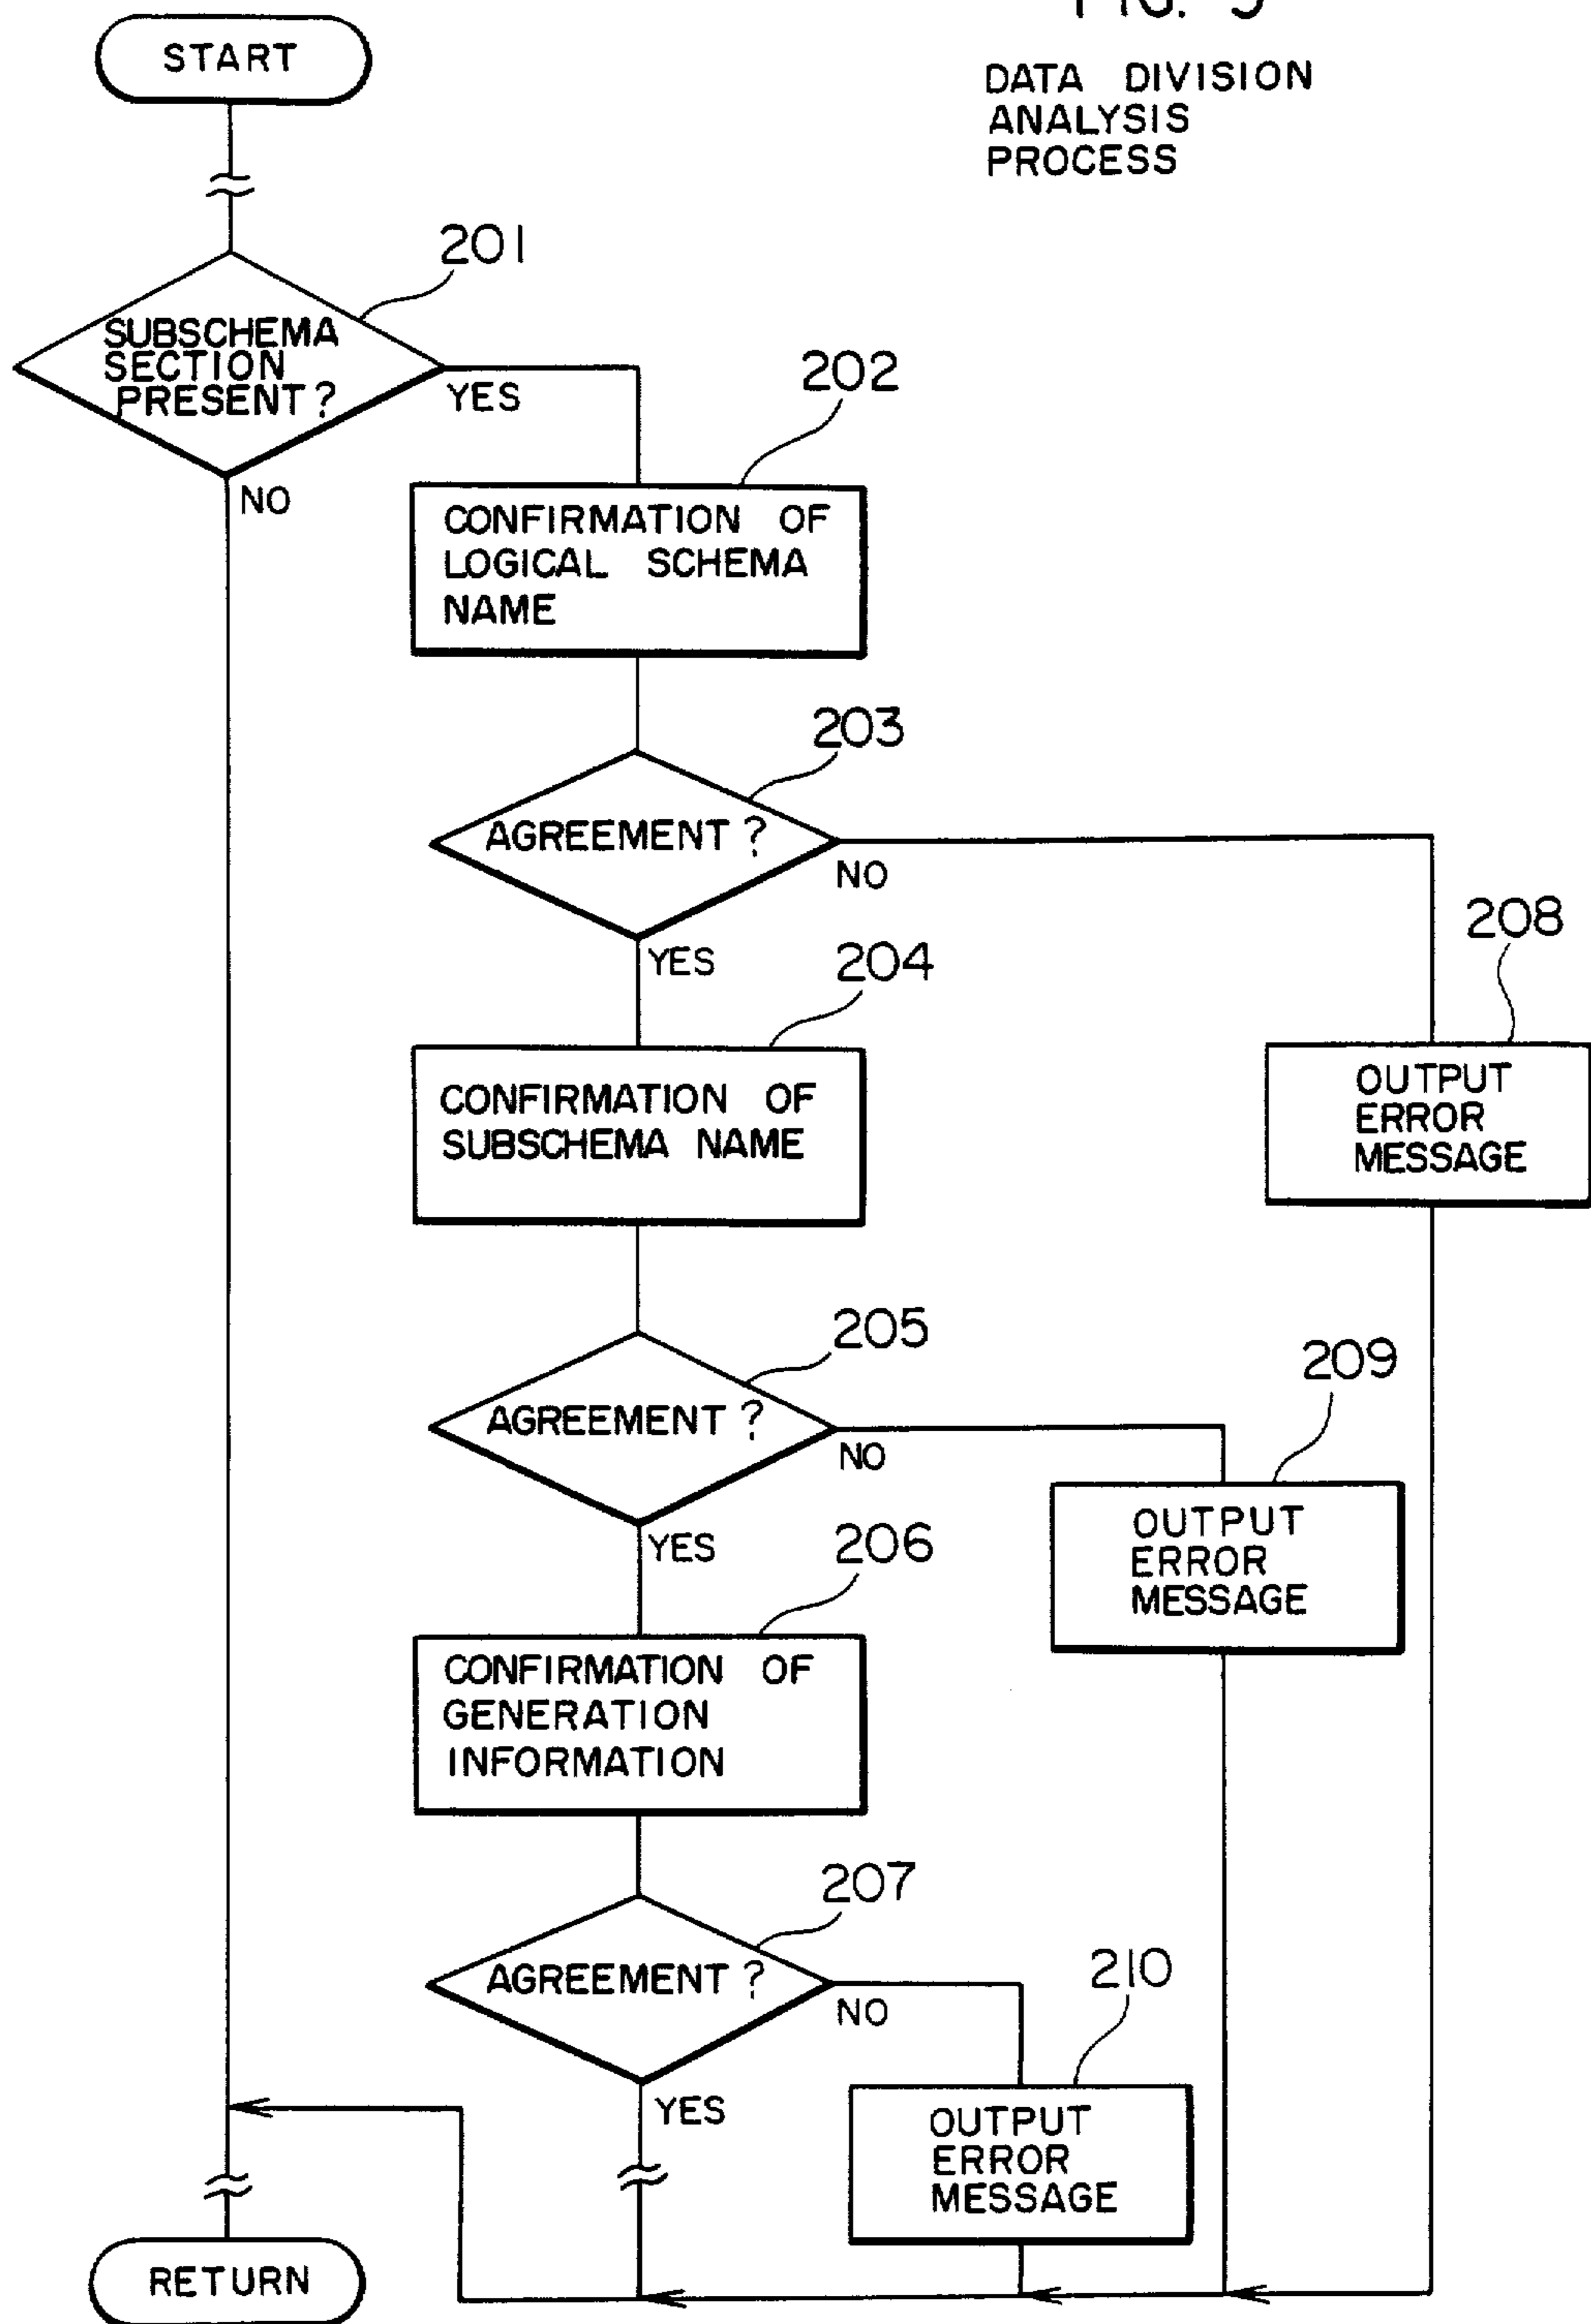 START
DATA DIVISION
ANALYSIS
PROCESS
201
SUBSCHEMA
SECTION
PRESENT?
YES
NO
202
CONFIRMATION OF
LOGICAL SCHEMA
NAME
203
AGREEMENT?
NO
YES
204
CONFIRMATION OF
SUBSCHEMA NAME
208
OUTPUT
ERROR
MESSAGE
205
AGREEMENT?
NO
YES
209
OUTPUT
ERROR
MESSAGE
206
CONFIRMATION OF
GENERATION
INFORMATION
207
AGREEMENT?
NO
YES
210
OUTPUT
ERROR
MESSAGE
RETURN